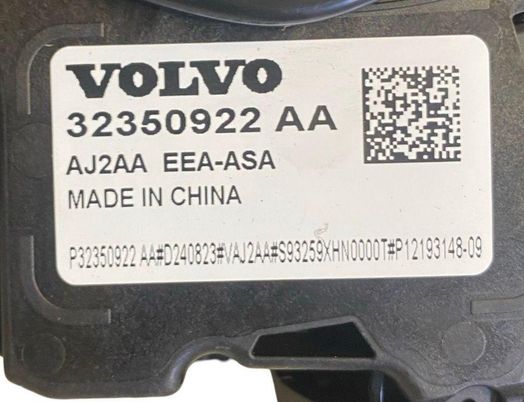 VOLVO
32350922 AA
AJ2AA EEA-ASA
MADE IN CHINA
P32350922 AA#D240823#VAJ2AA#S93259XHN0000T#P12193148-09